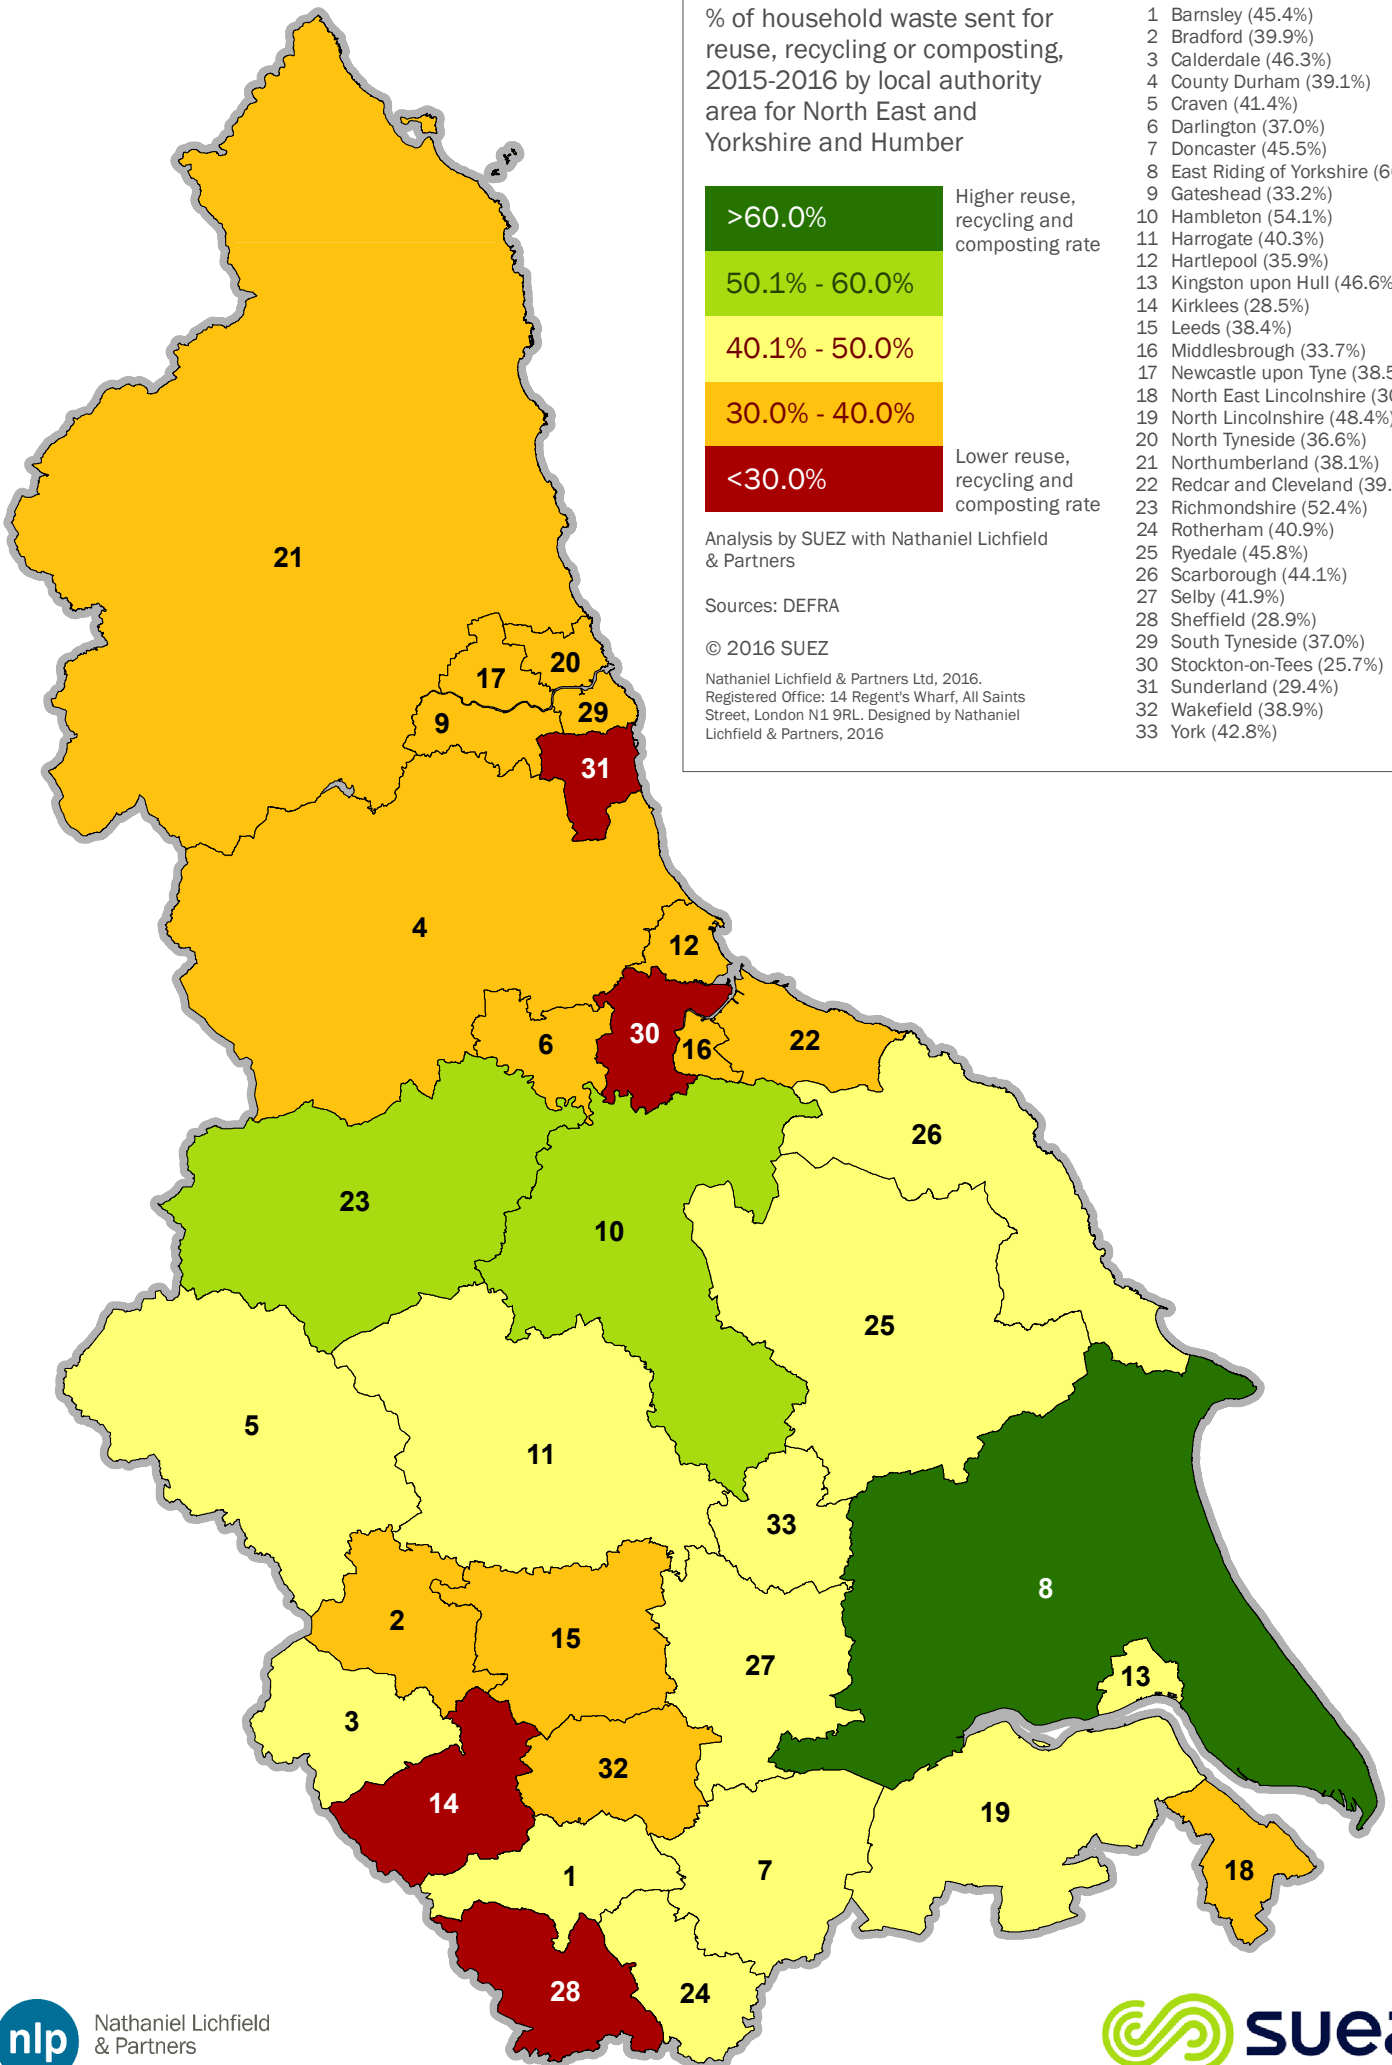 % of household waste sent for
reuse, recycling or composting,
2015-2016 by local authority
area for North East and
Yorkshire and Humber
>60.0%
50.1% - 60.0%
40.1% - 50.0%
30.0% - 40.0%
<30.0%
Higher reuse,
recycling and
composting rate
Lower reuse,
recycling and
composting rate
Analysis by SUEZ with Nathaniel Lichfield
& Partners
Sources: DEFRA
© 2016 SUEZ
Nathaniel Lichfield & Partners Ltd, 2016.
Registered Office: 14 Regent's Wharf, All Saints
Street, London N1 9RL. Designed by Nathaniel
Lichfield & Partners, 2016
1 Barnsley (45.4%)
2 Bradford (39.9%)
3 Calderdale (46.3%)
4 County Durham (39.1%)
5 Craven (41.4%)
6 Darlington (37.0%)
7 Doncaster (45.5%)
8 East Riding of Yorkshire
9 Gateshead (33.2%)
10 Hambleton (54.1%)
11 Harrogate (40.3%)
12 Hartlepool (35.9%)
13 Kingston upon Hull (46.6%
14 Kirklees (28.5%)
15 Leeds (38.4%)
16 Middlesbrough (33.7%)
17 Newcastle upon Tyne (38.5
18 North East Lincolnshire (30
19 North Lincolnshire (48.4%)
20 North Tyneside (36.6%)
21 Northumberland (38.1%)
22 Redcar and Cleveland (39.
23 Richmondshire (52.4%)
24 Rotherham (40.9%)
25 Ryedale (45.8%)
26 Scarborough (44.1%)
27 Selby (41.9%)
28 Sheffield (28.9%)
29 South Tyneside (37.0%)
30 Stockton-on-Tees (25.7%)
31 Sunderland (29.4%)
32 Wakefield (38.9%)
33 York (42.8%)
21
17
20
9
29
31
4
12
6
30
16
22
26
23
10
25
5
11
33
8
2
15
27
13
3
32
14
19
1
7
18
28
24
nlp
Nathaniel Lichfield
& Partners
suez